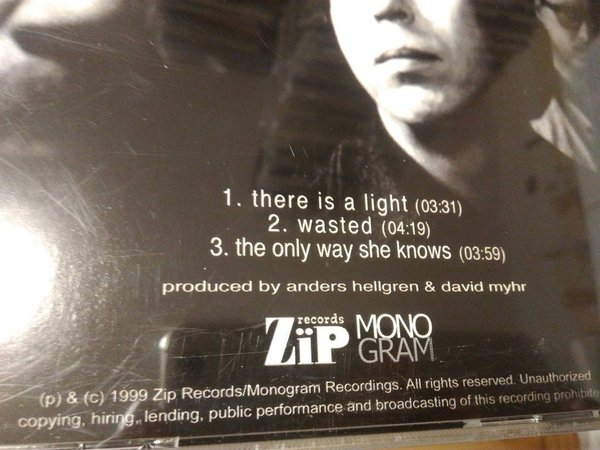 1. there is a light (03:31)
2. wasted (04:19)
3. the only way she knows (03:59)
produced by anders hellgren & david myhr
records
ZïP
MONO
GRAM
(p) & (c) 1999 Zip Records/Monogram Recordings. All rights reserved. Unauthorized
copying, hiring, lending, public performance and broadcasting of this recording prohibite